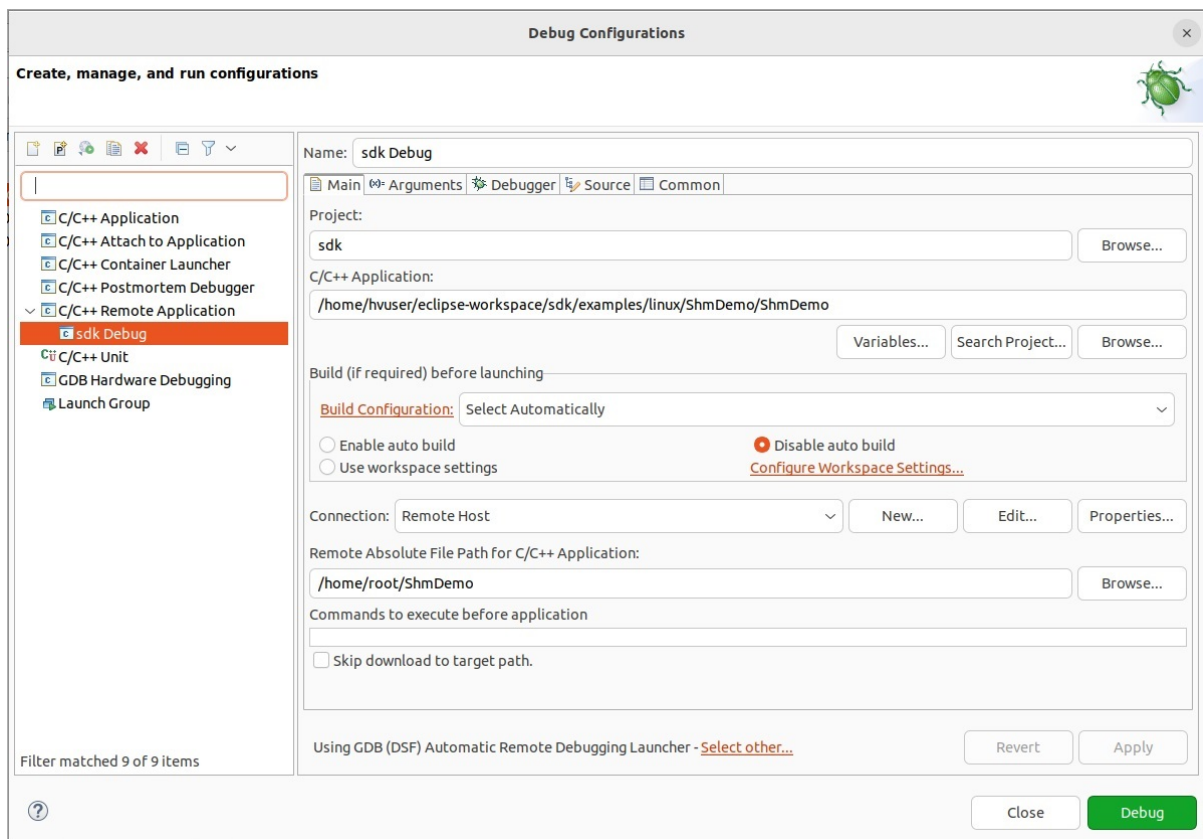 Debug Configurations
Create, manage, and run configurations
Name: sdk Debug
Main Arguments Debugger Source Common
C/C++ Application
C/C++ Attach to Application
C/C++ Container Launcher
C/C++ Postmortem Debugger
C/C++ Remote Application
sdk Debug
C/C++ Unit
GDB Hardware Debugging
Launch Group
Filter matched 9 of 9 items
Project:
sdk Browse...
C/C++ Application:
/home/hvuser/eclipse-workspace/sdk/examples/linux/ShmDemo/ShmDemo
Variables... Search Project... Browse...
Build (if required) before launching
Build Configuration: Select Automatically
Enable auto build Disable auto build
Use workspace settings Configure Workspace Settings...
Connection: Remote Host New... Edit... Properties...
Remote Absolute File Path for C/C++ Application:
/home/root/ShmDemo Browse...
Commands to execute before application
Skip download to target path.
Using GDB (DSF) Automatic Remote Debugging Launcher - Select other... Revert Apply
Close Debug